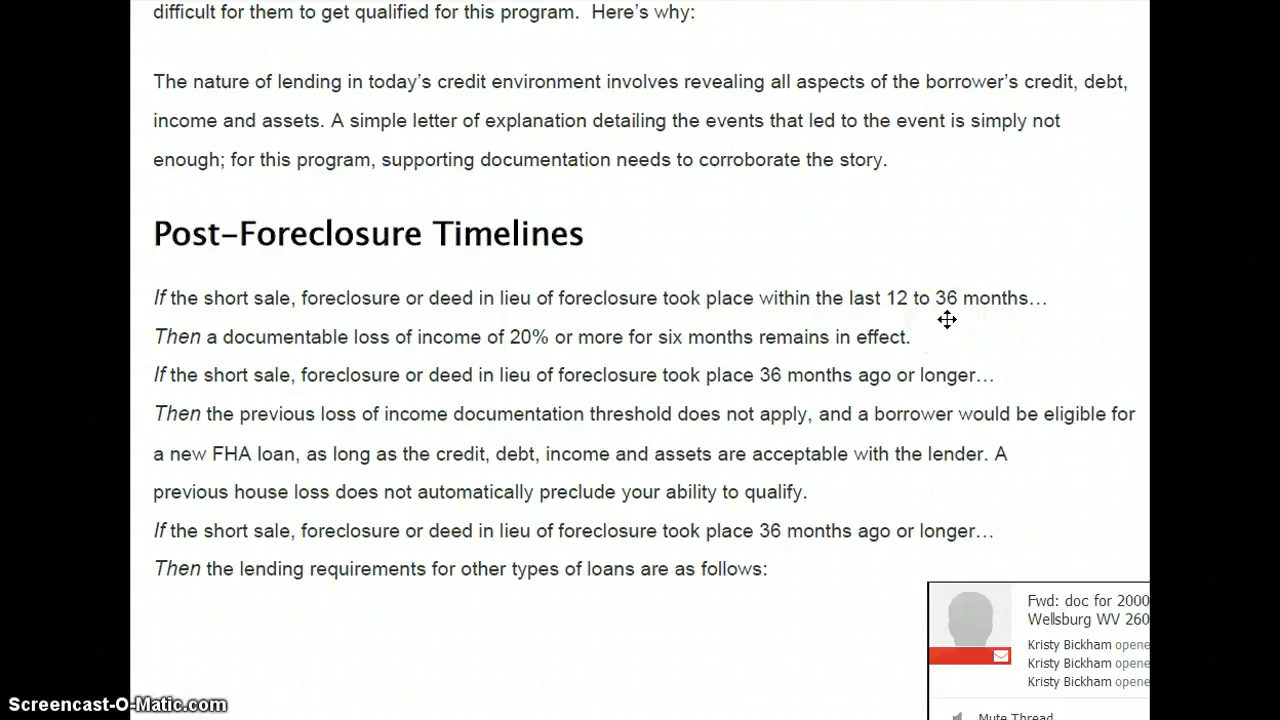 difficult for them to get qualified for this program.  Here’s why:
The nature of lending in today’s credit environment involves revealing all aspects of the borrower’s credit, debt,
income and assets. A simple letter of explanation detailing the events that led to the event is simply not
enough; for this program, supporting documentation needs to corroborate the story.
Post–Foreclosure Timelines
If the short sale, foreclosure or deed in lieu of foreclosure took place within the last 12 to 36 months…
Then a documentable loss of income of 20% or more for six months remains in effect.
If the short sale, foreclosure or deed in lieu of foreclosure took place 36 months ago or longer…
Then the previous loss of income documentation threshold does not apply, and a borrower would be eligible for
a new FHA loan, as long as the credit, debt, income and assets are acceptable with the lender. A
previous house loss does not automatically preclude your ability to qualify.
If the short sale, foreclosure or deed in lieu of foreclosure took place 36 months ago or longer…
Then the lending requirements for other types of loans are as follows:
Fwd: doc for 2000
Wellsburg WV 260
Kristy Bickham opene
Kristy Bickham opene
Kristy Bickham opene
Mute Thread
Screencast-O-Matic.com